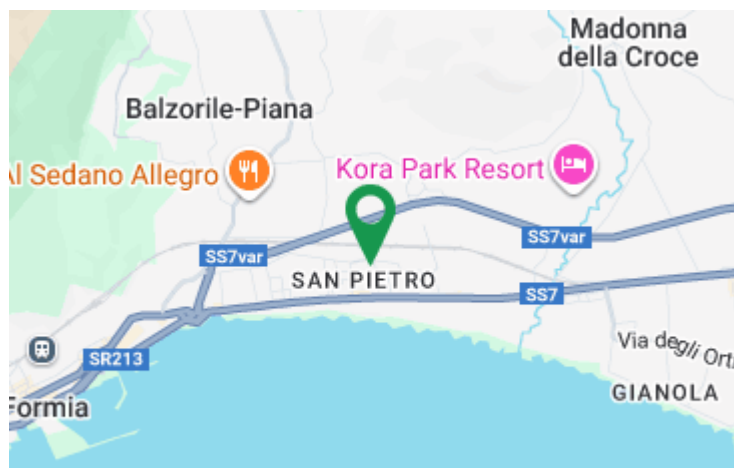 Madonna
della Croce
Balzorile-Piana
Al Sedano Allegro
Kora Park Resort
SS7var
SS7var
SAN PIETRO
SS7
Via degli Orti
SR213
GIANOLA
Formia